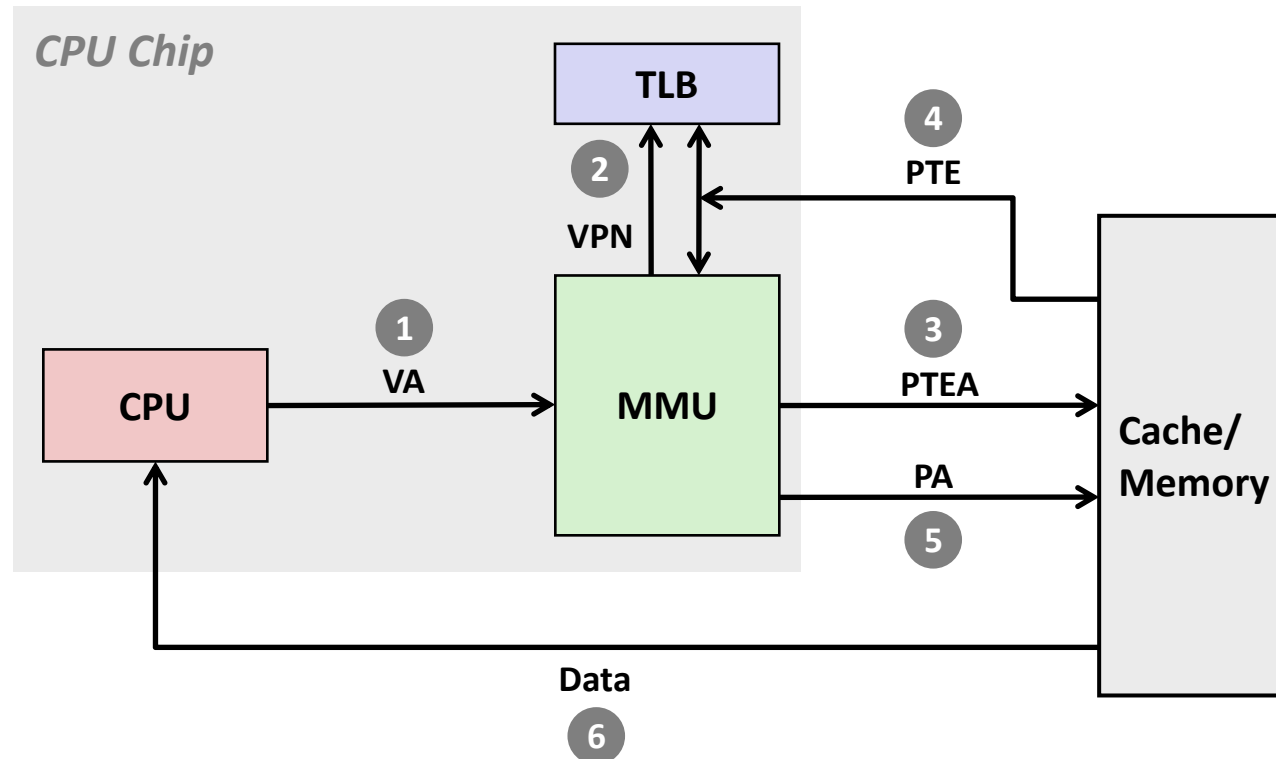 CPU Chip
TLB
4
PTE
2
VPN
1
VA
3
PTEA
CPU
MMU
Cache/
Memory
PA
5
Data
6